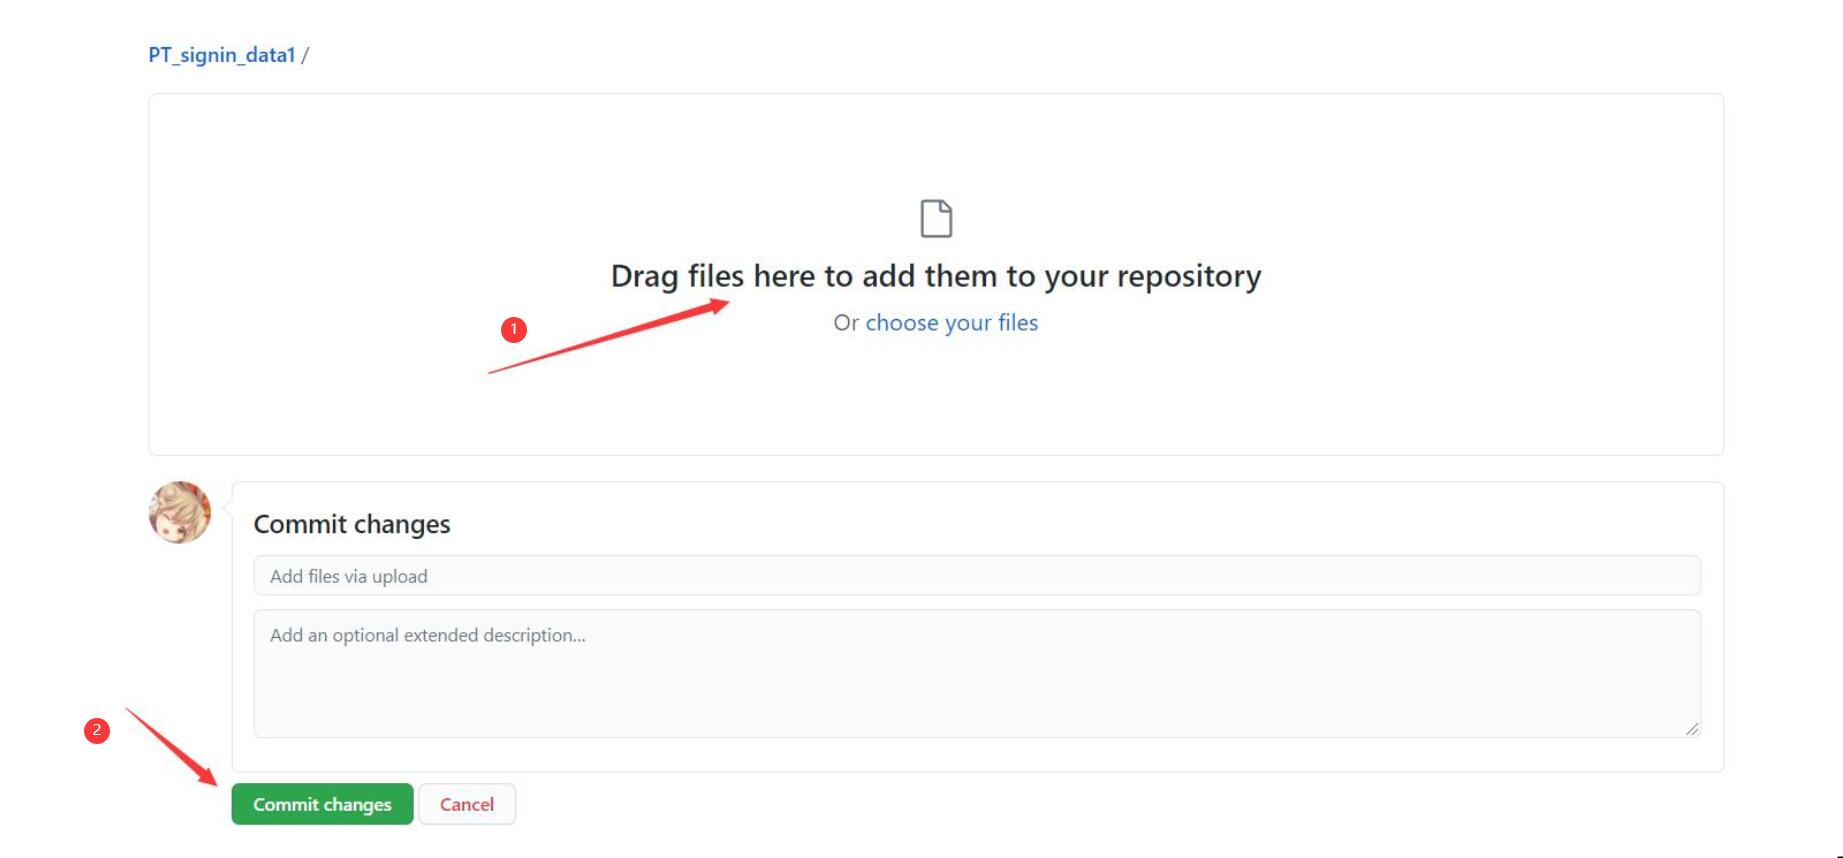 PT_signin_data1 /
Drag files here to add them to your repository
1
Or choose your files
Commit changes
Add files via upload
Add an optional extended description...
2
Commit changes
Cancel